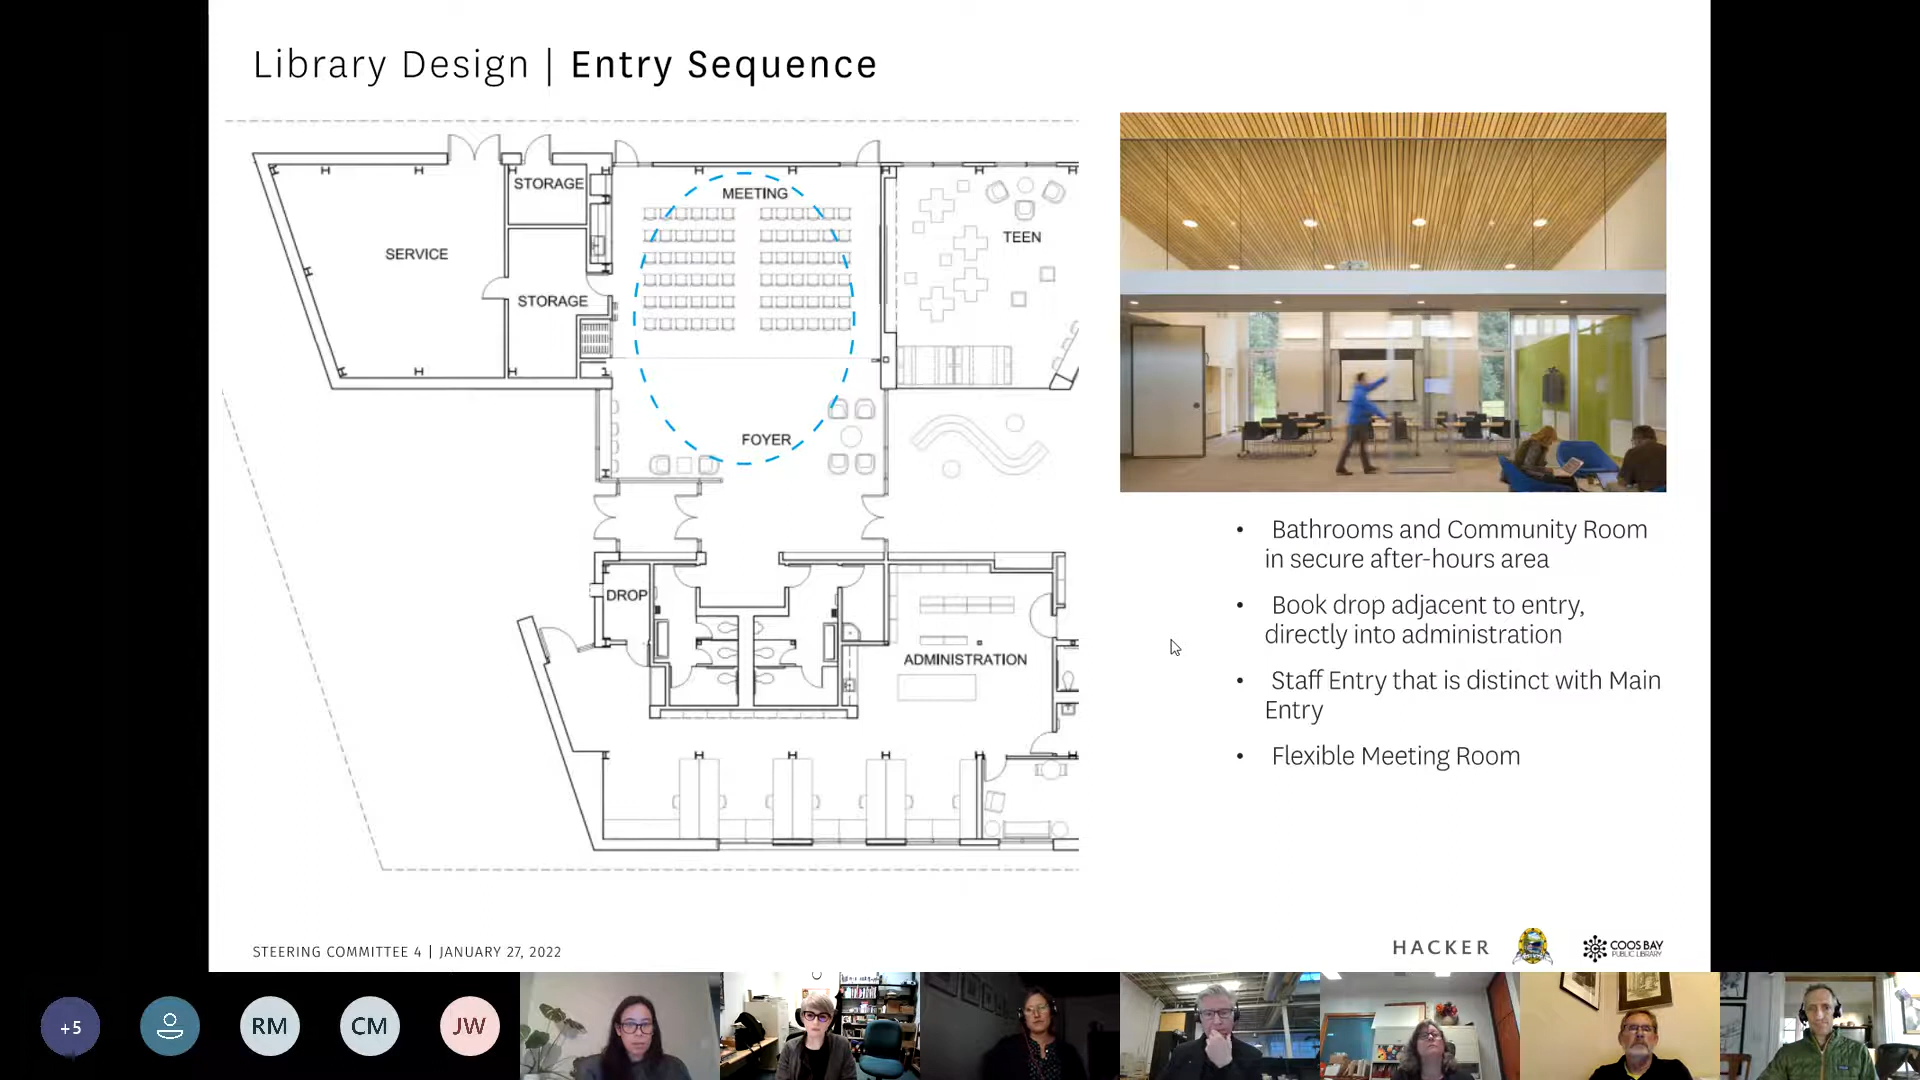 Library Design | Entry Sequence
STORAGE
MEETING
SERVICE
TEEN
STORAGE
FOYER
DROP
ADMINISTRATION
• Bathrooms and Community Room
in secure after-hours area
• Book drop adjacent to entry,
directly into administration
• Staff Entry that is distinct with Main
Entry
• Flexible Meeting Room
STEERING COMMITTEE 4 | JANUARY 27, 2022
HACKER
COOS BAY
PUBLIC LIBRARY
+5
RM
CM
JW